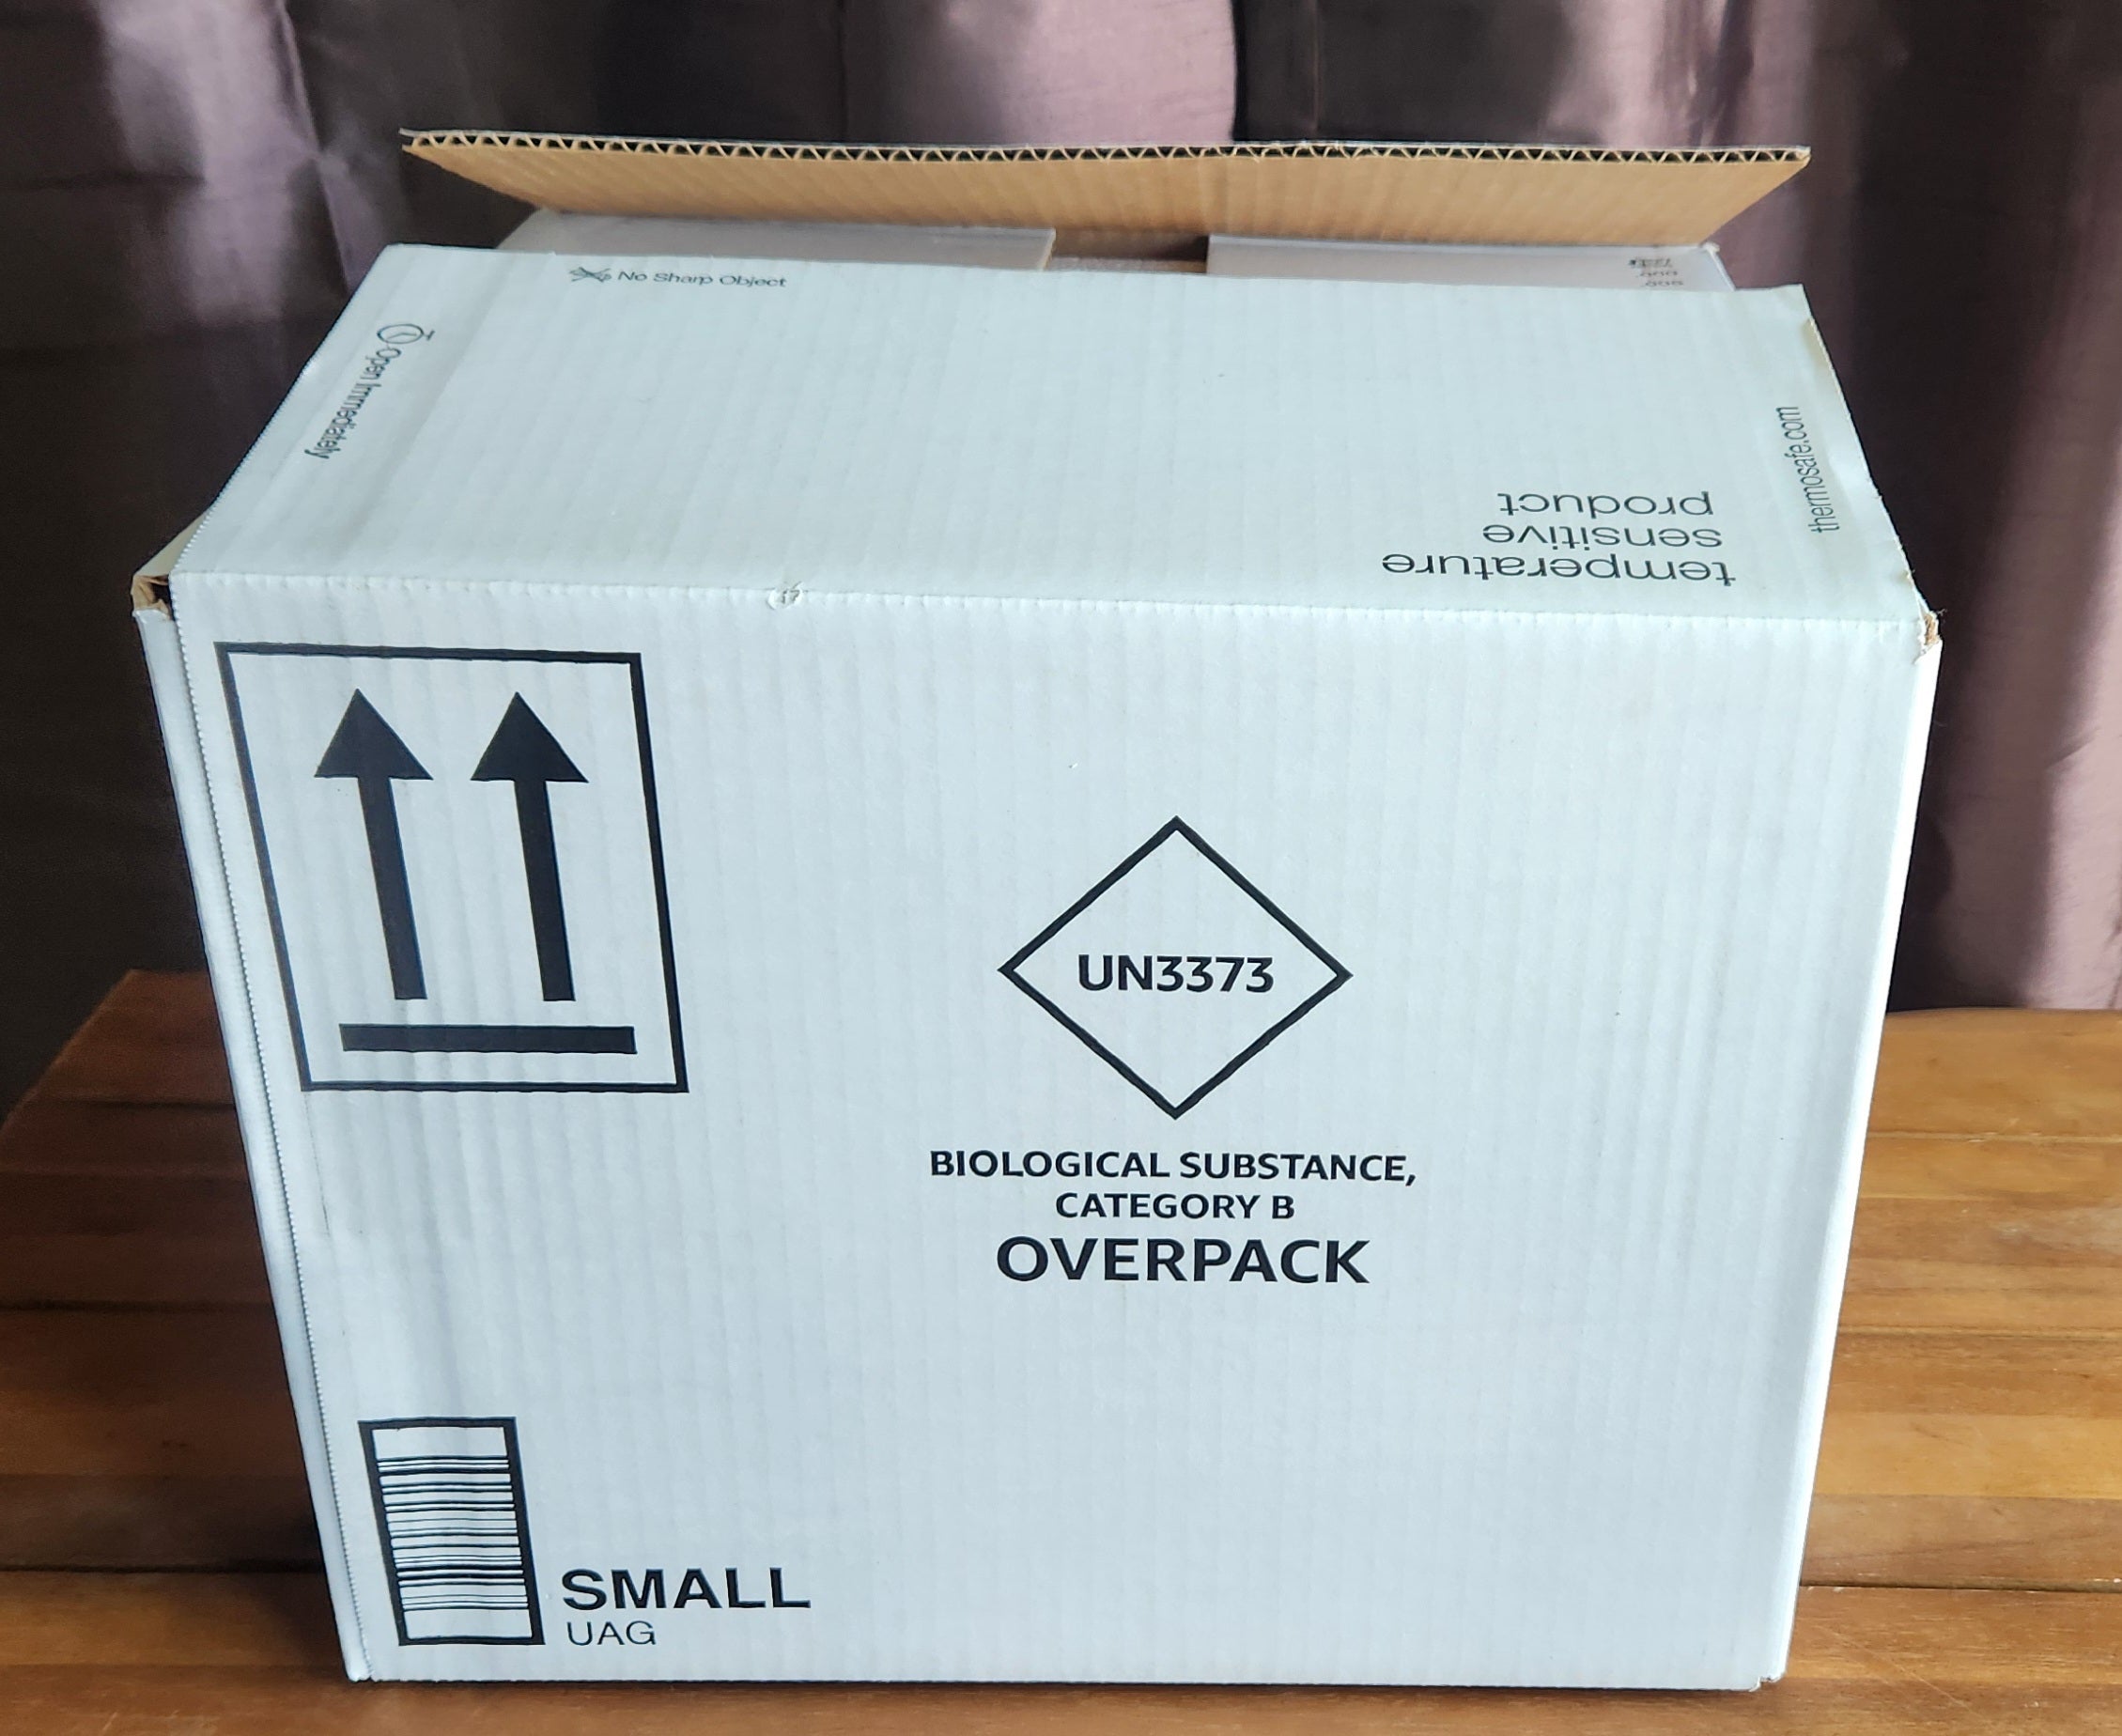 No Sharp Object
Open Immediately
thermosafe.com
temperature
sensitive
product
UN3373
BIOLOGICAL SUBSTANCE,
CATEGORY B
OVERPACK
SMALL
UAG